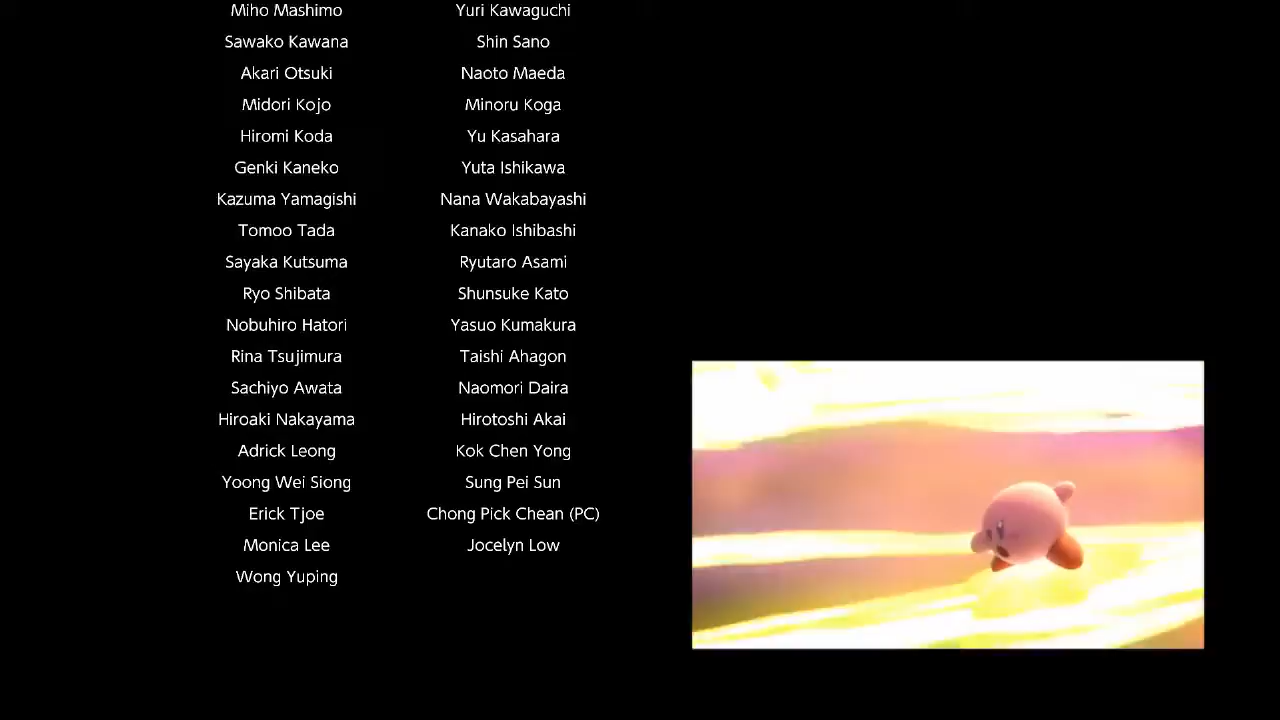 Miho Mashimo Yuri Kawaguchi
Sawako Kawana Shin Sano
Akari Otsuki Naoto Maeda
Midori Kojo Minoru Koga
Hiromi Koda Yu Kasahara
Genki Kaneko Yuta Ishikawa
Kazuma Yamagishi Nana Wakabayashi
Tomoo Tada Kanako Ishibashi
Sayaka Kutsuma Ryutaro Asami
Ryo Shibata Shunsuke Kato
Nobuhiro Hatori Yasuo Kumakura
Rina Tsujimura Taishi Ahagon
Sachiyo Awata Naomori Daira
Hiroaki Nakayama Hirotoshi Akai
Adrick Leong Kok Chen Yong
Yoong Wei Siong Sung Pei Sun
Erick Tjoe Chong Pick Chean (PC)
Monica Lee Jocelyn Low
Wong Yuping